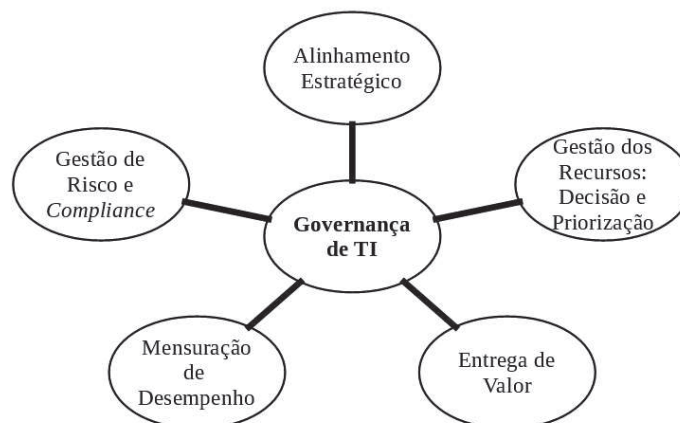 Alinhamento
Estratégico
Gestão de
Risco e
Compliance
Gestão dos
Recursos:
Decisão e
Priorização
Governança
de TI
Mensuração
de
Desempenho
Entrega de
Valor